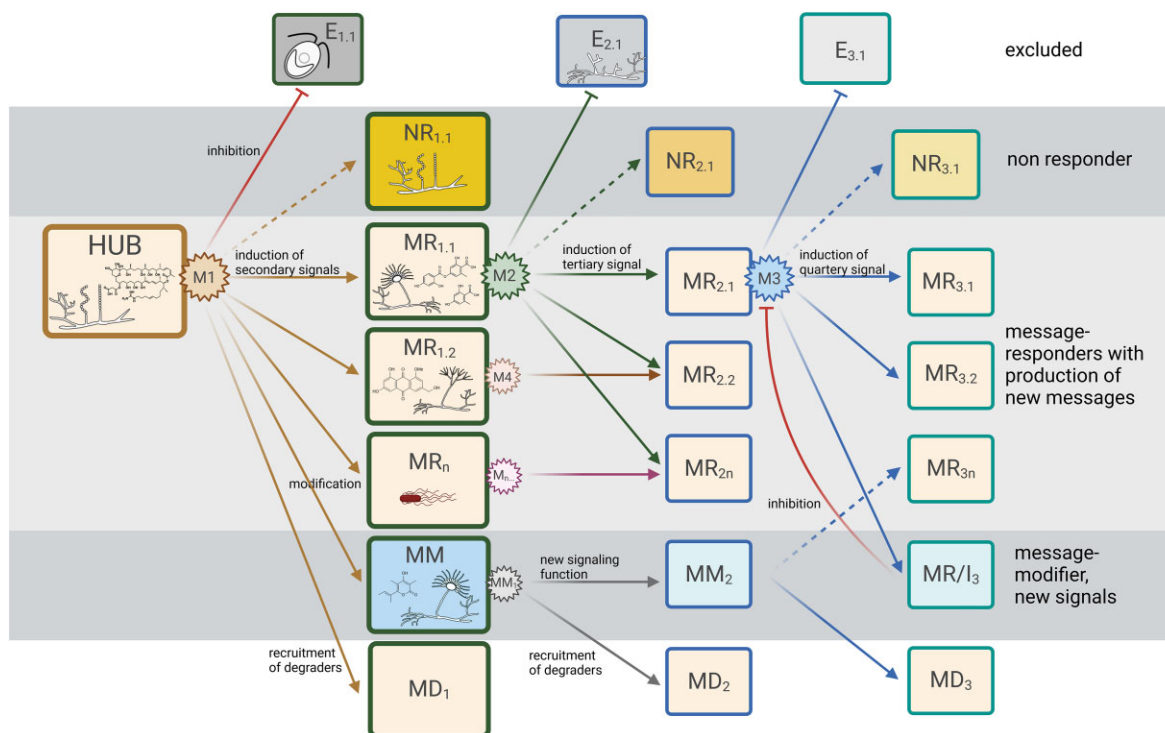 E1.1
E2.1
E3.1
excluded
inhibition
NR1.1
NR2.1
NR3.1
non responder
HUB
M1
induction of
secondary signals
MR1.1
M2
induction of
tertiary signal
MR2.1
M3
induction of
quartery signal
MR3.1
MR1.2
M4
MR2.2
MR3.2
message-
responders with
production of
new messages
modification
MRn
Mn...
MR2n
inhibition
MR3n
MM
MM1
new signaling
function
MM2
MR/I3
message-
modifier,
new signals
recruitment
of degraders
MD1
recruitment
of degraders
MD2
MD3